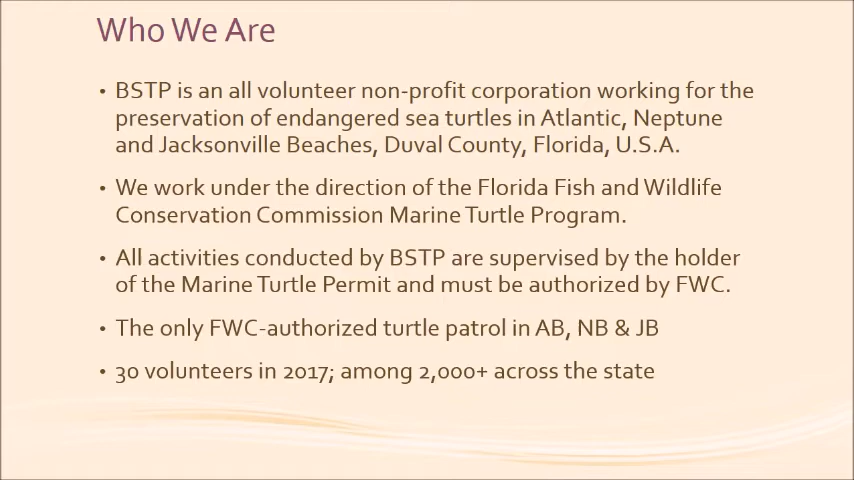 Who We Are
• BSTP is an all volunteer non-profit corporation working for the
preservation of endangered sea turtles in Atlantic, Neptune
and Jacksonville Beaches, Duval County, Florida, U.S.A.
• We work under the direction of the Florida Fish and Wildlife
Conservation Commission Marine Turtle Program.
• All activities conducted by BSTP are supervised by the holder
of the Marine Turtle Permit and must be authorized by FWC.
• The only FWC-authorized turtle patrol in AB, NB & JB
• 30 volunteers in 2017; among 2,000+ across the state